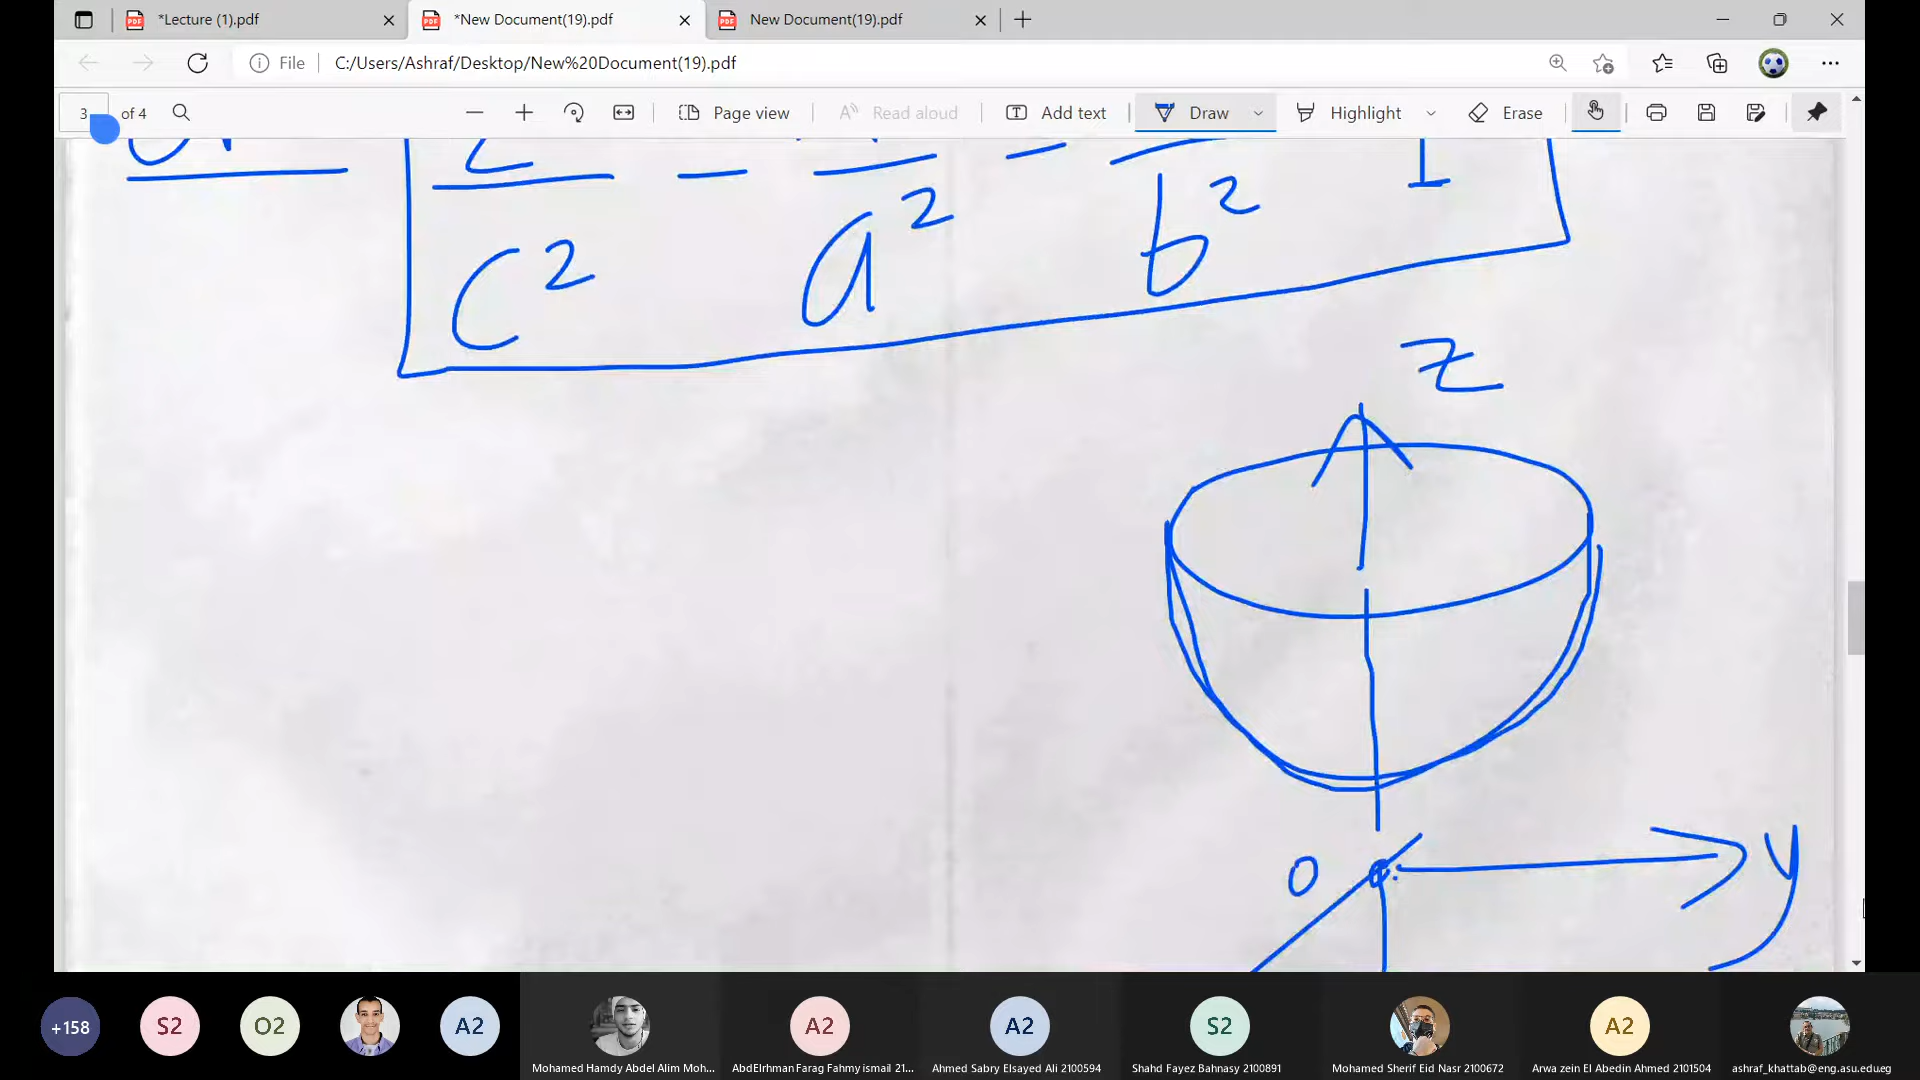 *Lecture (1).pdf
*New Document(19).pdf
New Document(19).pdf
File
C:/Users/Ashraf/Desktop/New%20Document(19).pdf
3 of 4
Page view
Read aloud
Add text
Draw
Highlight
Erase
c² a² b² 1
Z
O
y
+158
S2
O2
A2
A2
A2
S2
A2
Mohamed Hamdy Abdel Alim Moh...
AbdElrhman Farag Fahmy ismail 21...
Ahmed Sabry Elsayed Ali 2100594
Shahd Fayez Bahnasy 2100891
Mohamed Sherif Eid Nasr 2100672
Arwa zein El Abedin Ahmed 2101504
ashraf_khattab@eng.asu.edu.eg